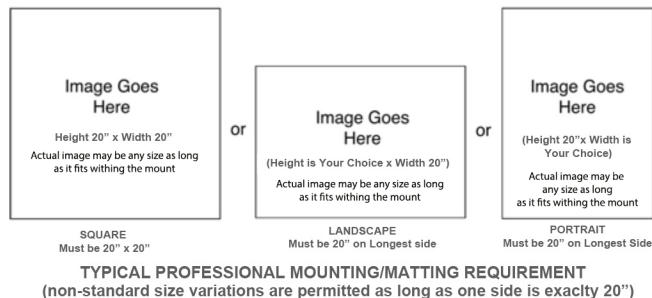 Image Goes
Here
Height 20” x Width 20”
Actual image may be any size as long
as it fits withing the mount
SQUARE
Must be 20” x 20”
or
Image Goes
Here
(Height is Your Choice x Width 20”)
Actual image may be any size as long
as it fits withing the mount
LANDSCAPE
Must be 20” on Longest side
or
Image Goes
Here
(Height 20”x Width is
Your Choice)
Actual image may be
any size as long
as it fits withing the mount
PORTRAIT
Must be 20” on Longest Side
TYPICAL PROFESSIONAL MOUNTING/MATTING REQUIREMENT
(non-standard size variations are permitted as long as one side is exaclty 20”)